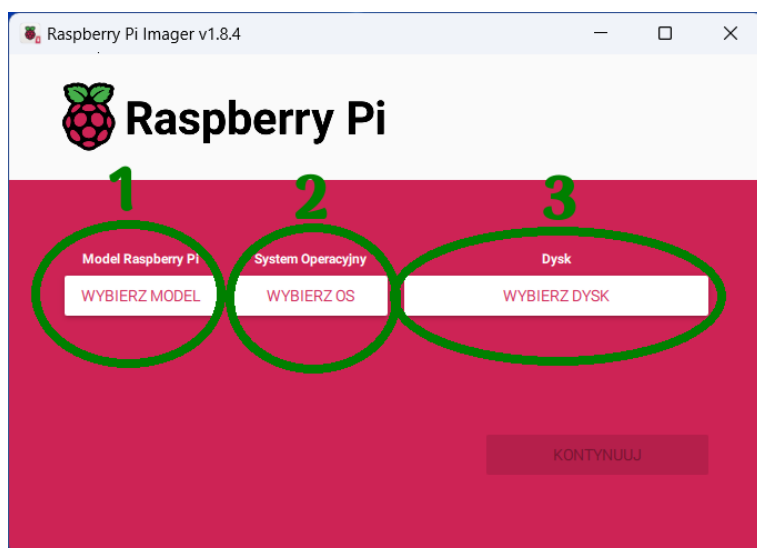 Raspberry Pi Imager v1.8.4
Raspberry Pi
1 2 3
Model Raspberry Pi System Operacyjny Dysk
WYBIERZ MODEL WYBIERZ OS WYBIERZ DYSK
KONTYNUUJ